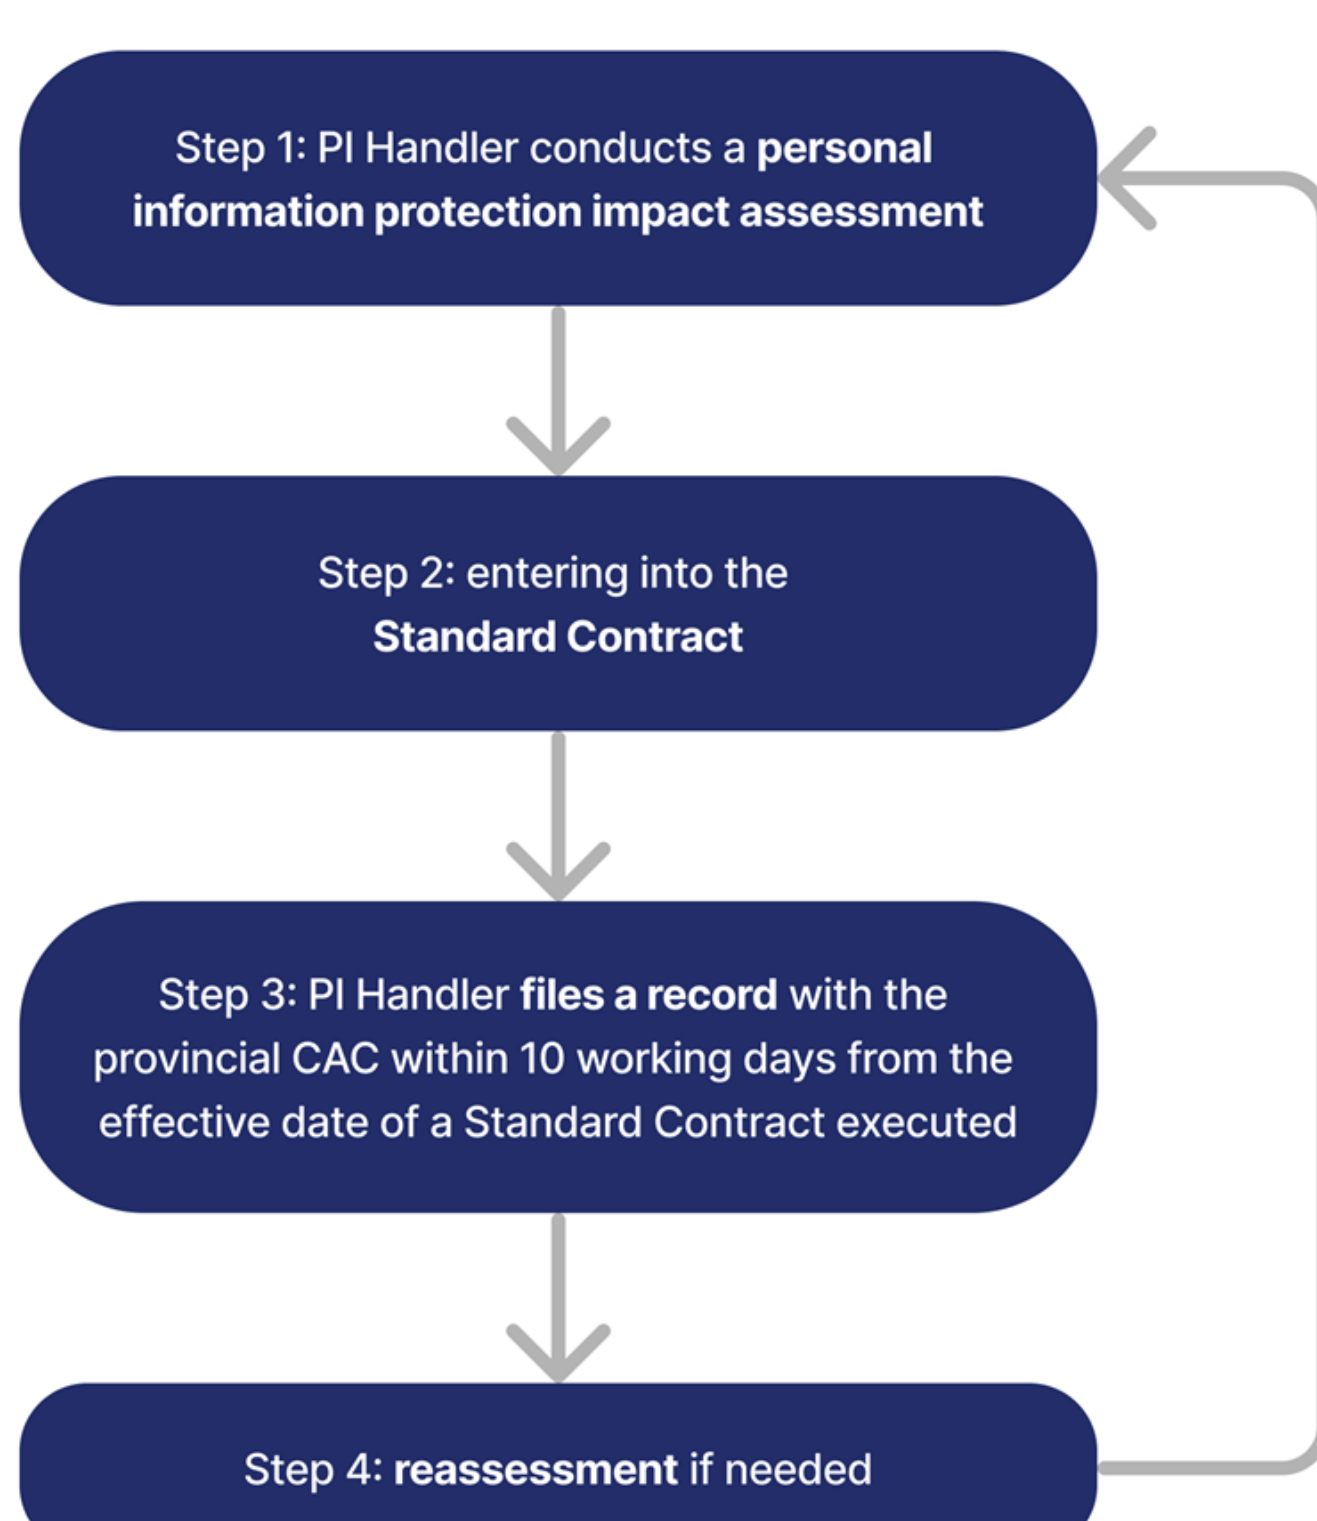 Step 1: PI Handler conducts a personal
information protection impact assessment
Step 2: entering into the
Standard Contract
Step 3: PI Handler files a record with the
provincial CAC within 10 working days from the
effective date of a Standard Contract executed
Step 4: reassessment if needed